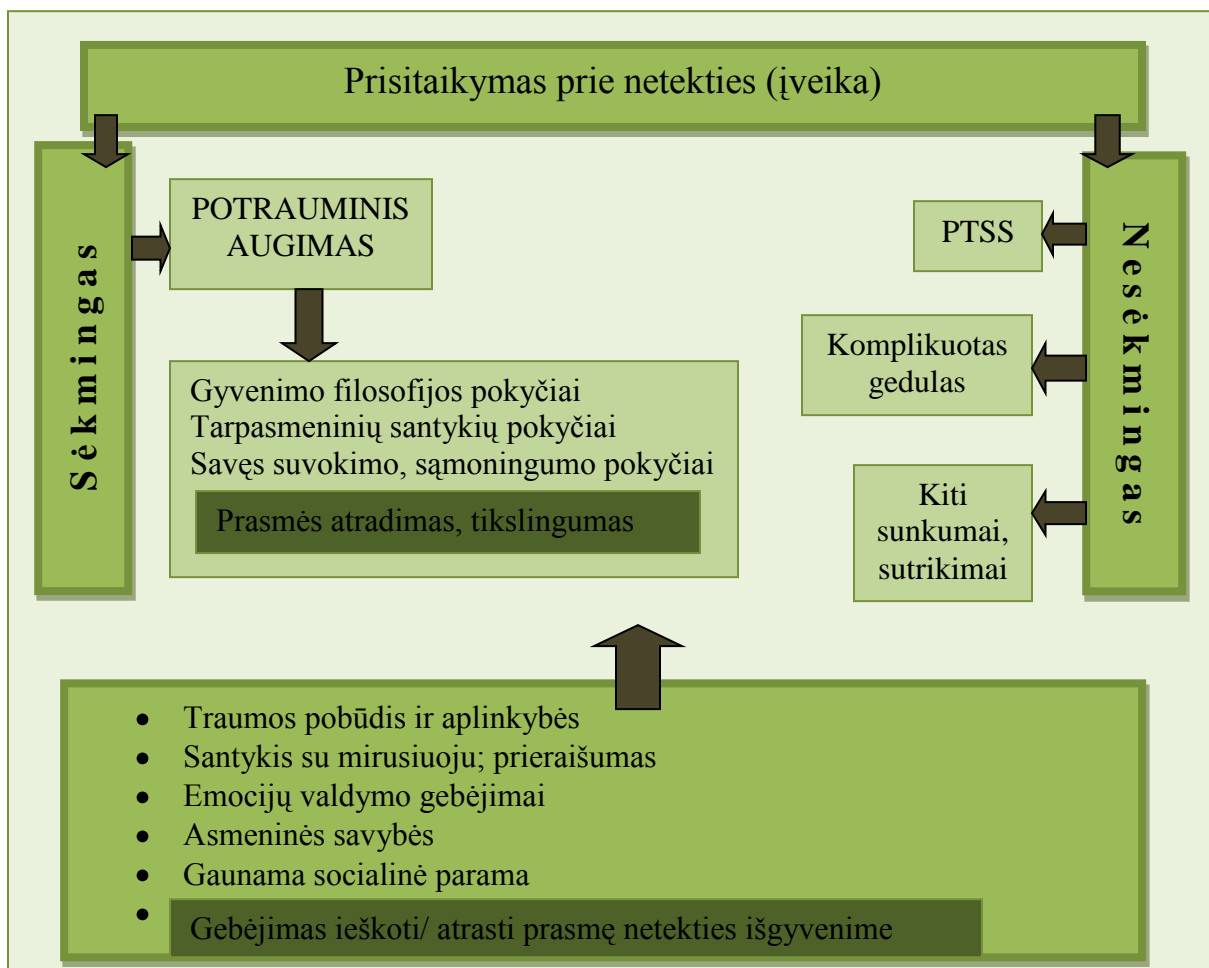 Prisitaikymas prie netekties (įveika)
Sėkmingas
POTRAUMINIS
AUGIMAS
Gyvenimo filosofijos pokyčiai
Tarpasmeninių santykių pokyčiai
Savęs suvokimo, sąmoningumo pokyčiai
Prasmės atradimas, tikslingumas
Nesėkmingas
PTSS
Komplikuotas
gedulas
Kiti
sunkumai,
sutrikimai
• Traumos pobūdis ir aplinkybės
• Santykis su mirusiuoju; prieraišumas
• Emocijų valdymo gebėjimai
• Asmeninės savybės
• Gaunama socialinė parama
• Gebėjimas ieškoti/ atrasti prasmę netekties išgyvenime